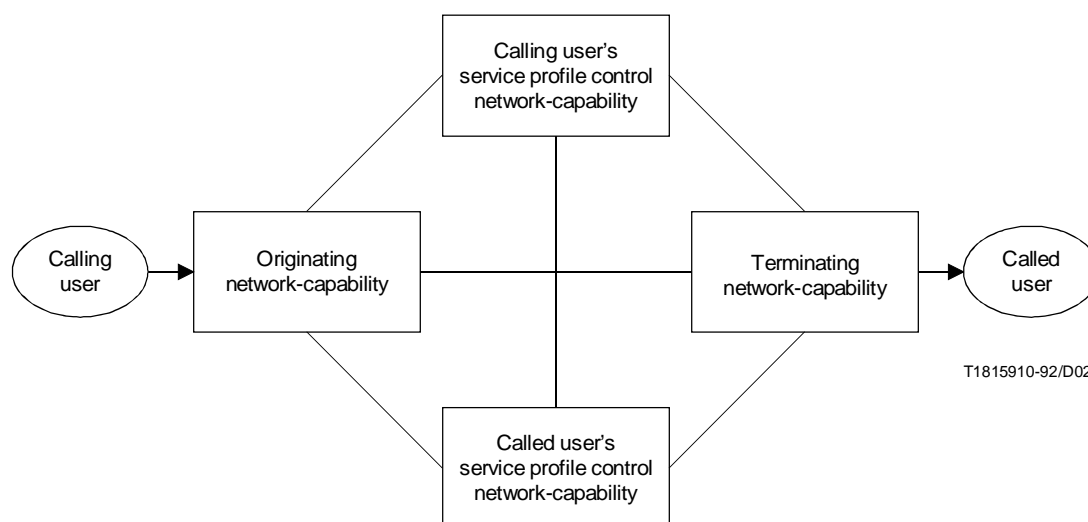 Calling user's
service profile control
network-capability
Calling
user
Originating
network-capability
Terminating
network-capability
Called
user
T1815910-92/D02
Called user's
service profile control
network-capability